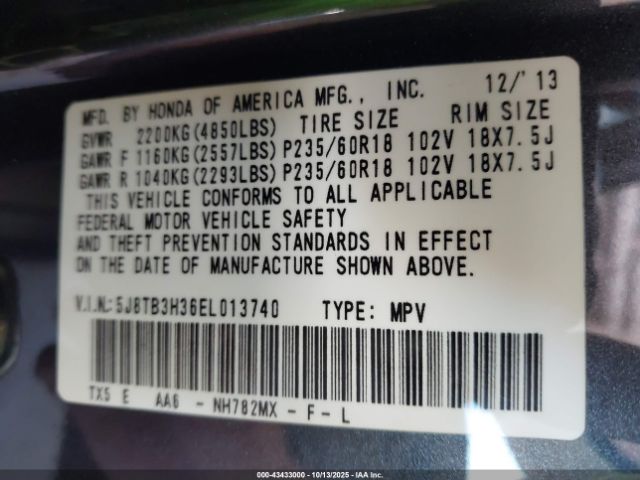 MFD. BY HONDA OF AMERICA MFG., INC. 12/'13
GVWR 2200KG(4850LBS) TIRE SIZE RIM SIZE
GAWR F 1160KG(2557LBS)P235/60R18 102V 18X7.5J
GAWR R 1040KG(2293LBS)P235/60R18 102V 18X7.5J
THIS VEHICLE CONFORMS TO ALL APPLICABLE
FEDERAL MOTOR VEHICLE SAFETY
AND THEFT PREVENTION STANDARDS IN EFFECT
ON THE DATE OF MANUFACTURE SHOWN ABOVE.
V.I.N.: 5J8TB3H36EL013740 TYPE: MPV
TX5 E AA6 - NH782MX - F - L
000-43433000 | 10/13/2025 | IAA Inc.